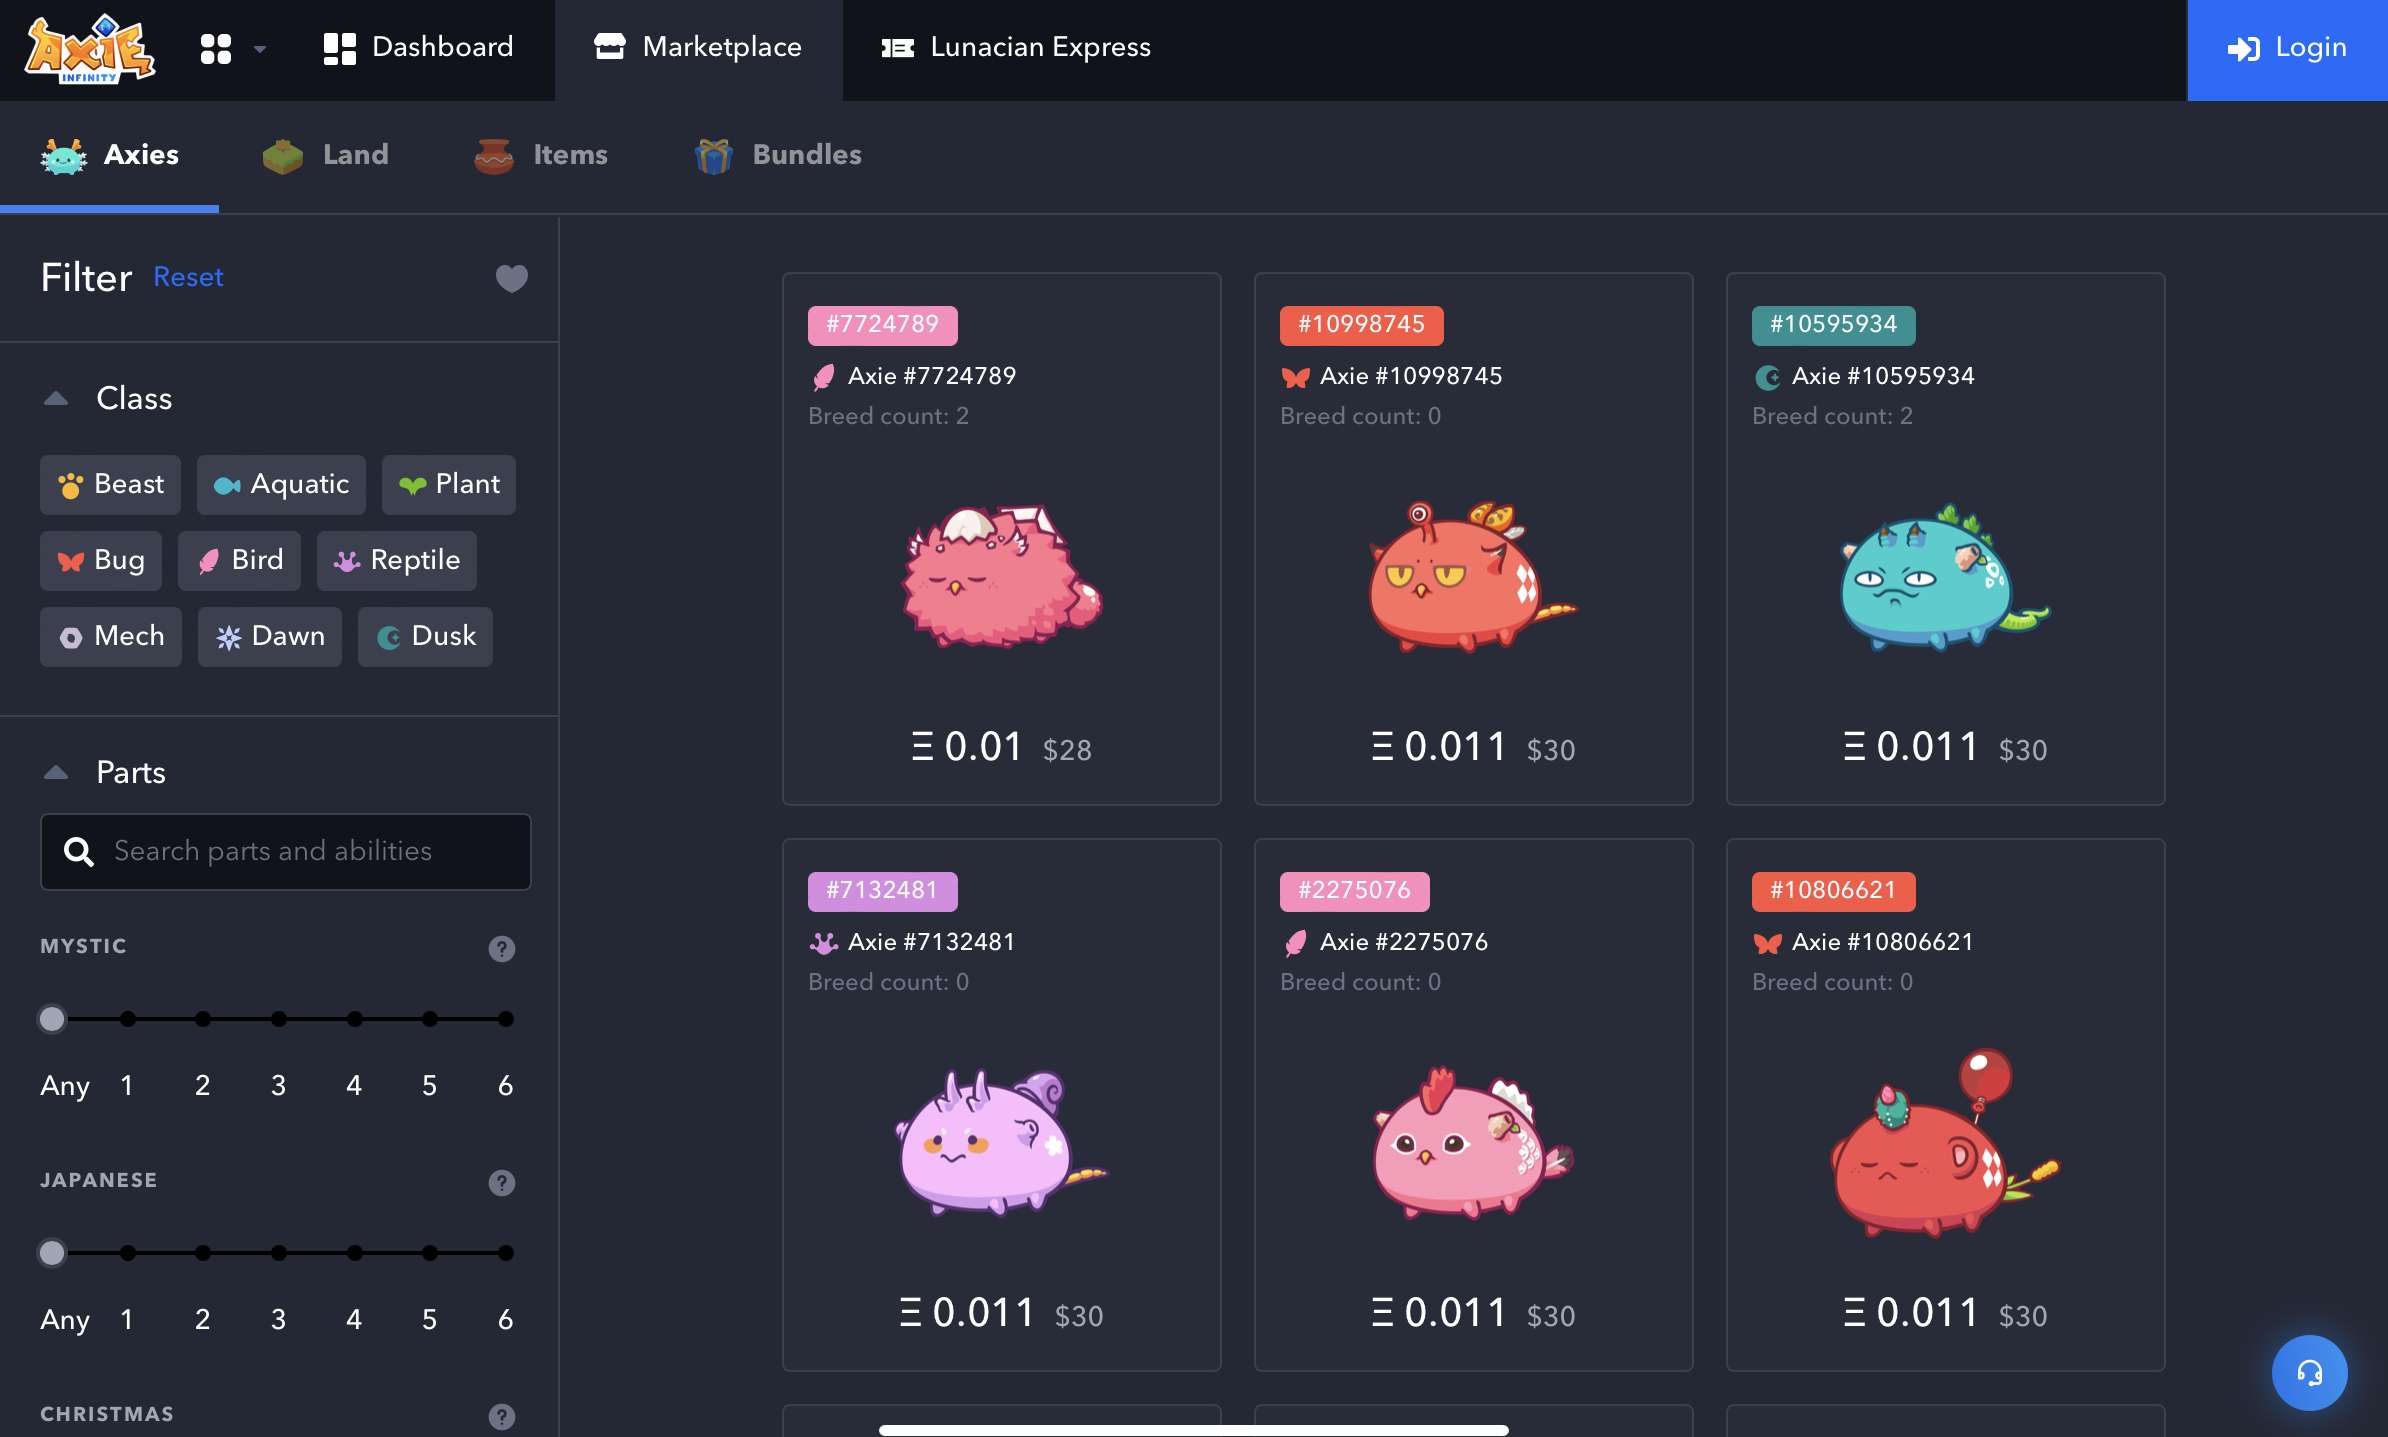 AXIE
INFINITY
Dashboard
Marketplace
Lunacian Express
Login
Axies
Land
Items
Bundles
Filter
Reset
Class
Beast
Aquatic
Plant
Bug
Bird
Reptile
Mech
Dawn
Dusk
Parts
Search parts and abilities
MYSTIC
?
Any 1 2 3 4 5 6
JAPANESE
?
Any 1 2 3 4 5 6
CHRISTMAS
?
#7724789
Axie #7724789
Breed count: 2
Ξ 0.01 $28
#10998745
Axie #10998745
Breed count: 0
Ξ 0.011 $30
#10595934
Axie #10595934
Breed count: 2
Ξ 0.011 $30
#7132481
Axie #7132481
Breed count: 0
Ξ 0.011 $30
#2275076
Axie #2275076
Breed count: 0
Ξ 0.011 $30
#10806621
Axie #10806621
Breed count: 0
Ξ 0.011 $30